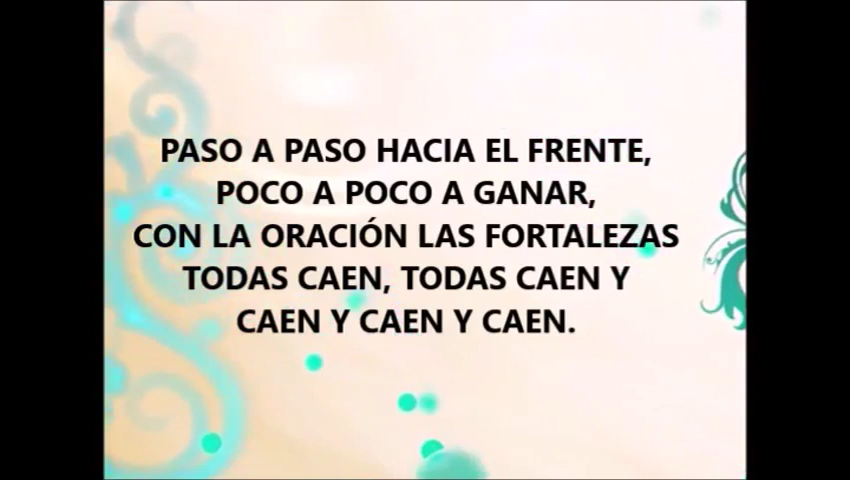 PASO A PASO HACIA EL FRENTE,
POCO A POCO A GANAR,
CON LA ORACIÓN LAS FORTALEZAS
TODAS CAEN, TODAS CAEN Y
CAEN Y CAEN Y CAEN.